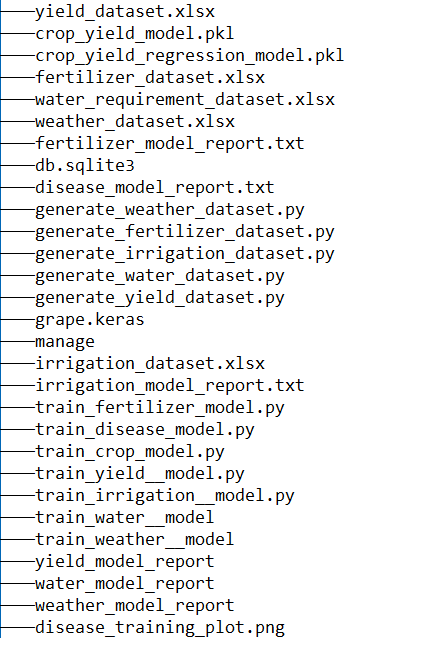 yield_dataset.xlsx
crop_yield_model.pkl
crop_yield_regression_model.pkl
fertilizer_dataset.xlsx
water_requirement_dataset.xlsx
weather_dataset.xlsx
fertilizer_model_report.txt
db.sqlite3
disease_model_report.txt
generate_weather_dataset.py
generate_fertilizer_dataset.py
generate_irrigation_dataset.py
generate_water_dataset.py
generate_yield_dataset.py
grape.keras
manage
irrigation_dataset.xlsx
irrigation_model_report.txt
train_fertilizer_model.py
train_disease_model.py
train_crop_model.py
train_yield__model.py
train_irrigation__model.py
train_water__model
train_weather__model
yield_model_report
water_model_report
weather_model_report
disease_training_plot.png